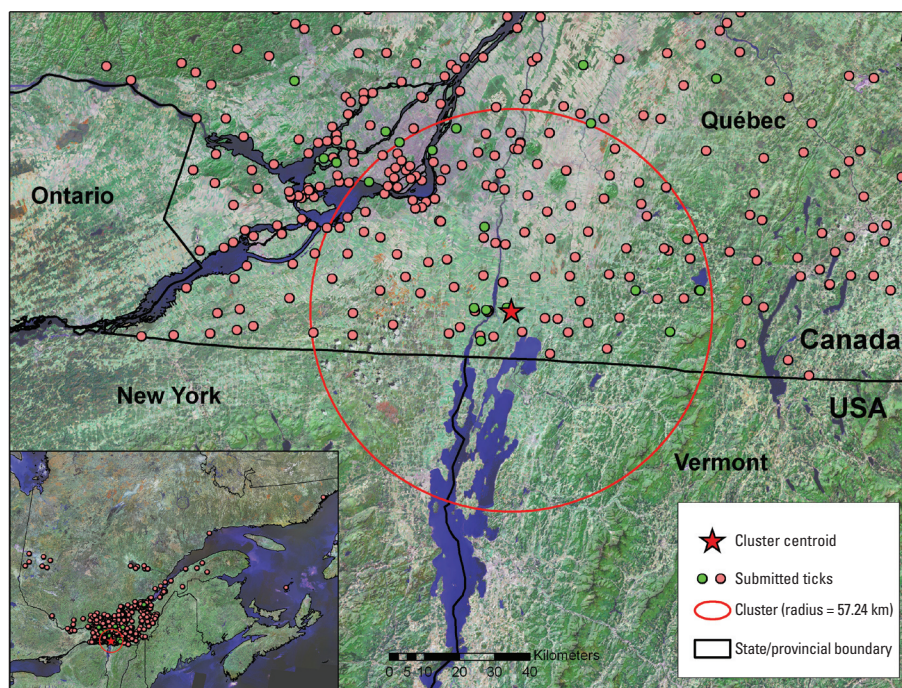 Québec
Ontario
Canada
New York
USA
Vermont
Cluster centroid
Submitted ticks
Cluster (radius = 57.24 km)
State/provincial boundary
Kilometers
0 5 10 20 30 40